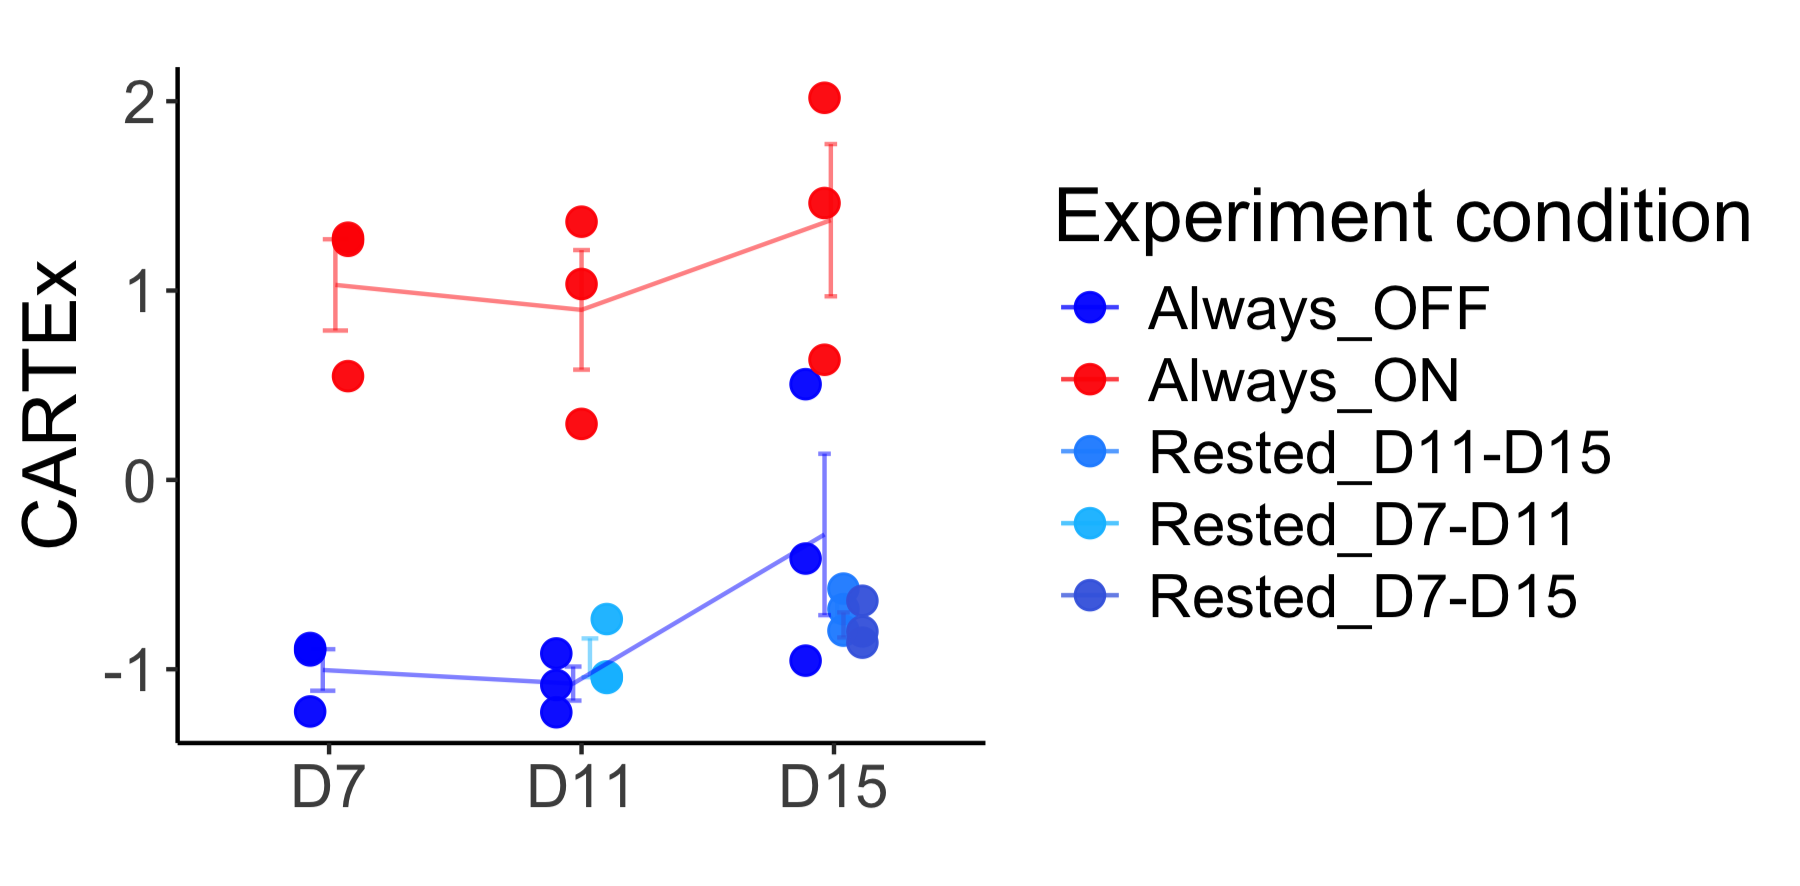 CARTEx
2
1
0
-1
D7
D11
D15
Experiment condition
Always_OFF
Always_ON
Rested_D11-D15
Rested_D7-D11
Rested_D7-D15